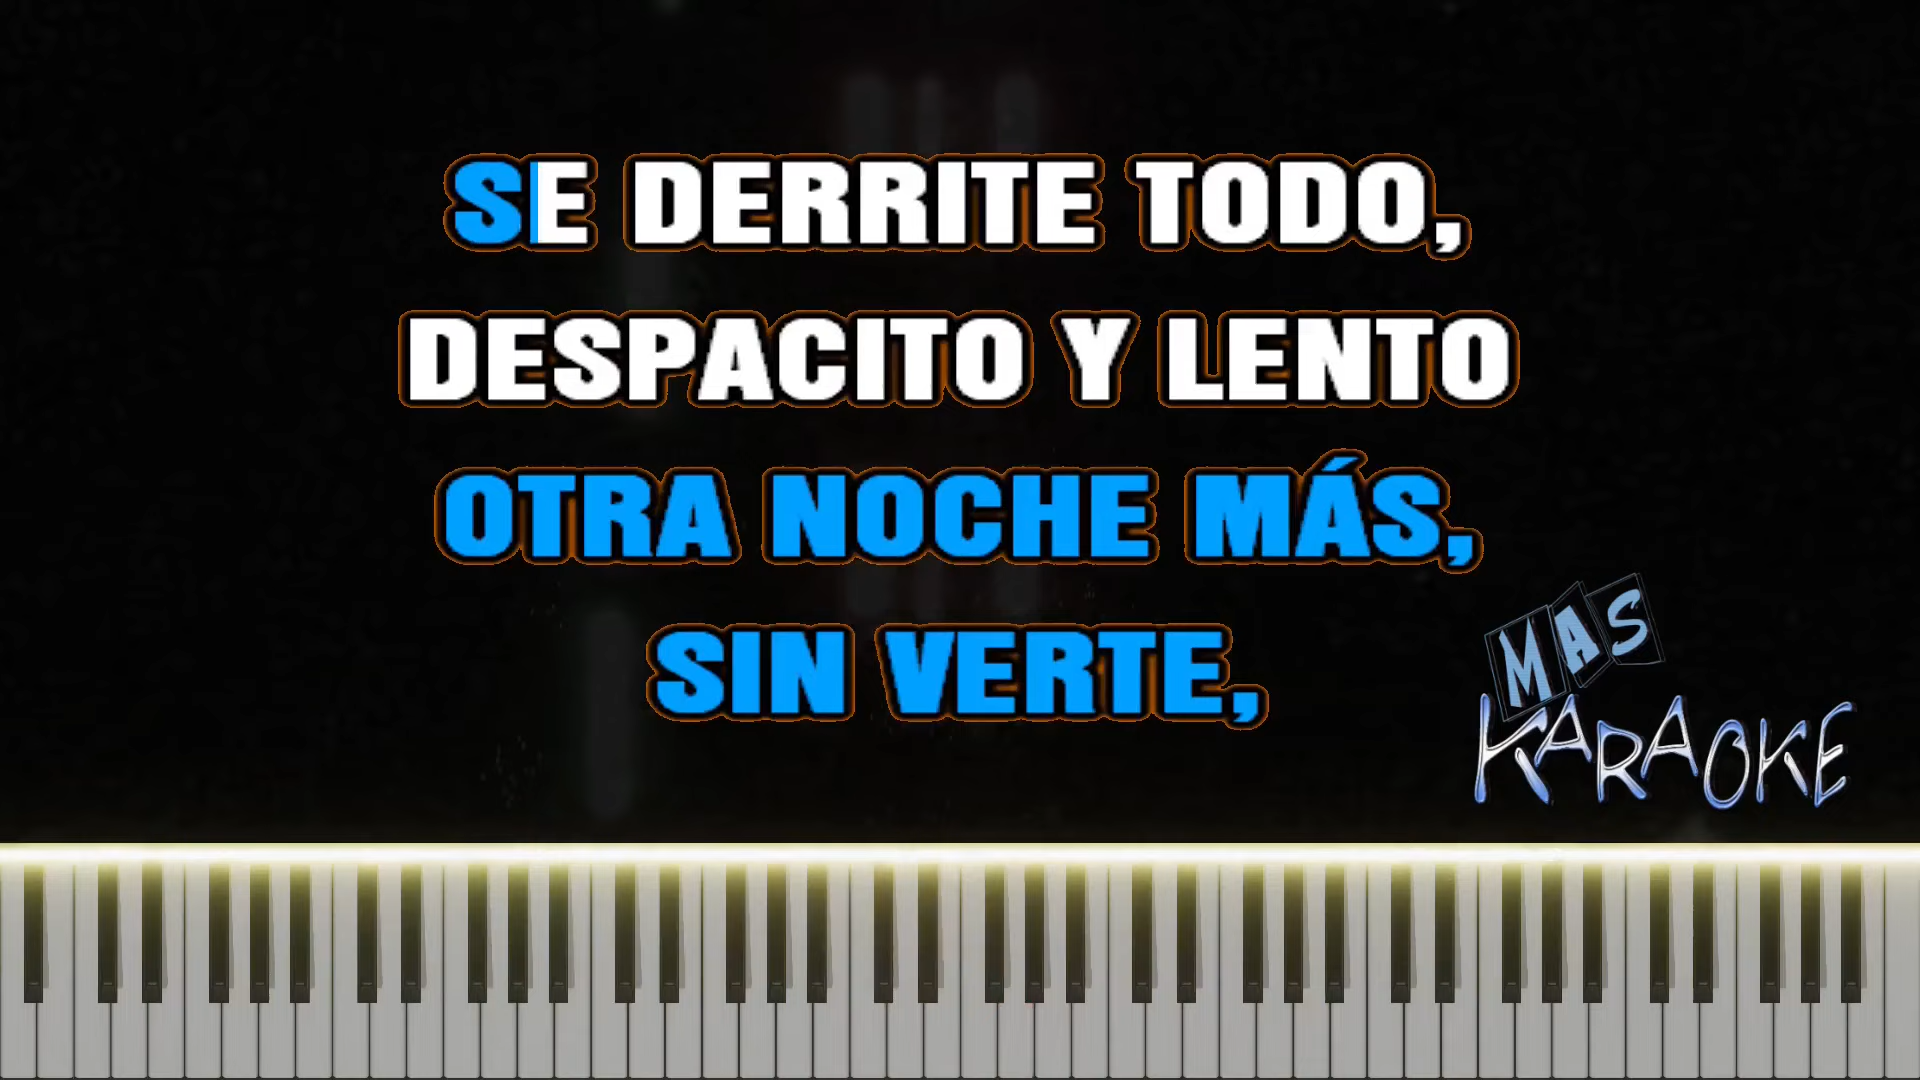 SE DERRITE TODO,
DESPACITO Y LENTO
OTRA NOCHE MÁS,
SIN VERTE,
MAS
KARAOKE